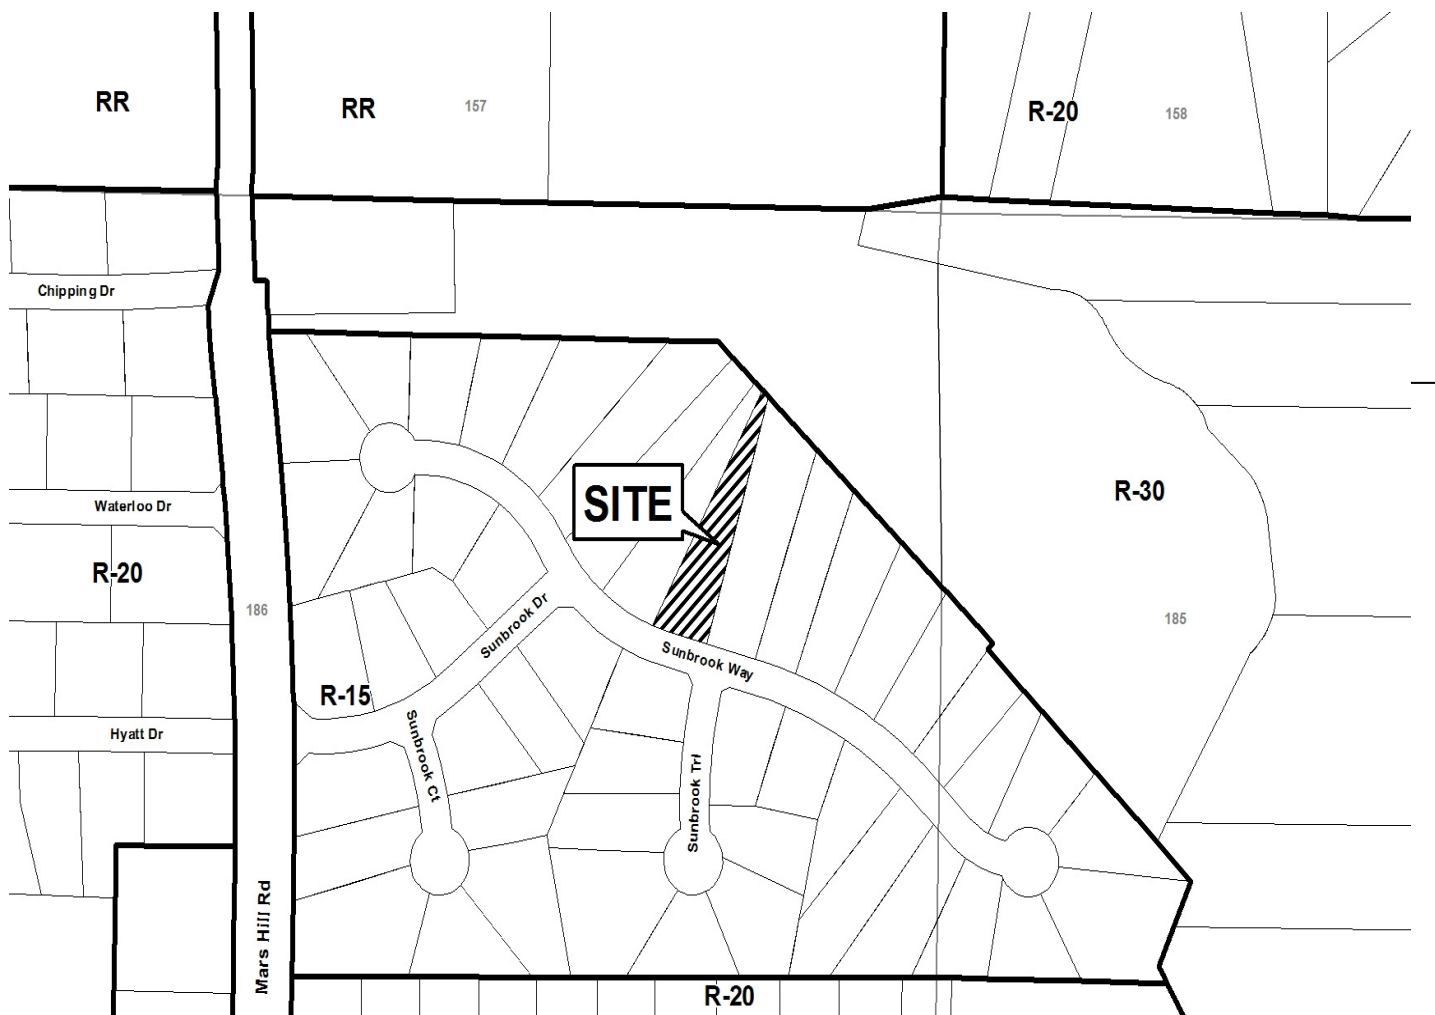 RR
RR
157
R-20
158
Chipping Dr
R-30
SITE
Waterloo Dr
R-20
186
185
Sunbrook Dr
Sunbrook Way
R-15
Hyatt Dr
Sunbrook Ct
Sunbrook Trl
Mars Hill Rd
R-20